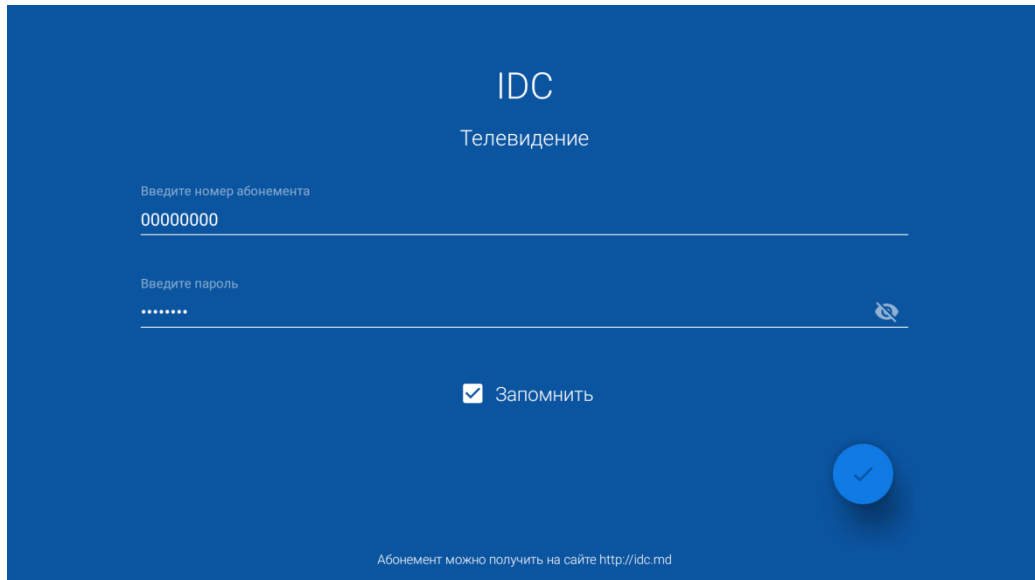 IDC
Телевидение
Введите номер абонемента
00000000
Введите пароль
••••••••
Запомнить
Абонемент можно получить на сайте http://idc.md